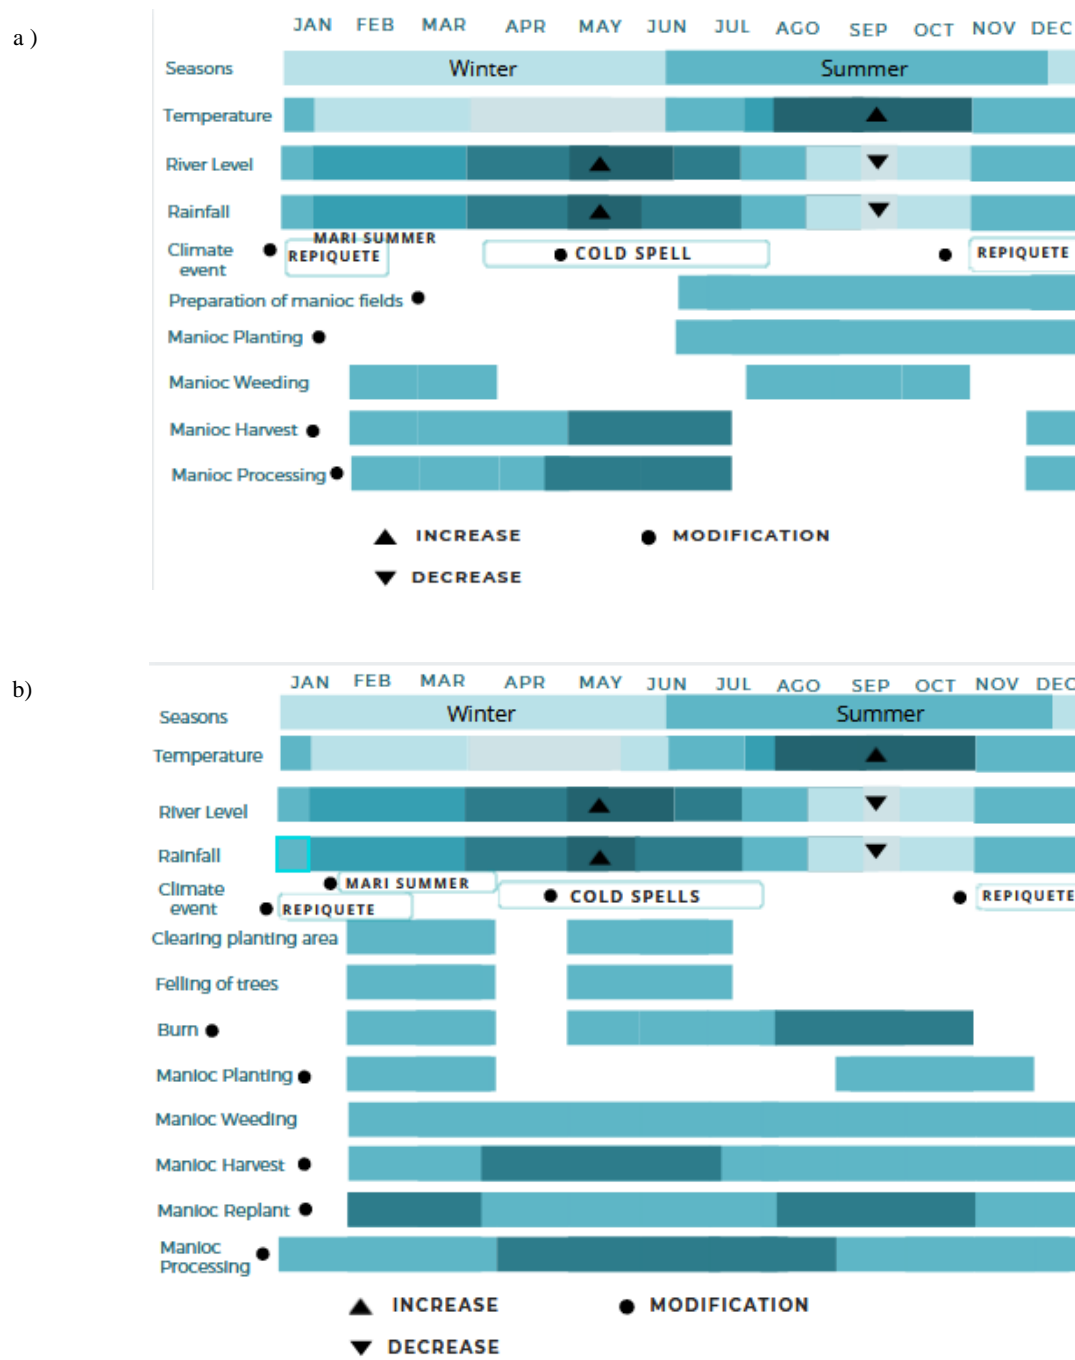 a )
JAN FEB MAR APR MAY JUN JUL AGO SEP OCT NOV DEC
Seasons Winter Summer
Temperature
River Level
Rainfall
MARI SUMMER
Climate event REPIQUETE COLD SPELL REPIQUETE
Preparation of manioc fields
Manioc Planting
Manioc Weeding
Manioc Harvest
Manioc Processing
INCREASE MODIFICATION
DECREASE
b)
JAN FEB MAR APR MAY JUN JUL AGO SEP OCT NOV DEC
Seasons Winter Summer
Temperature
River Level
Rainfall
MARI SUMMER
Climate event REPIQUETE COLD SPELLS REPIQUETE
Clearing planting area
Felling of trees
Burn
Manioc Planting
Manioc Weeding
Manioc Harvest
Manioc Replant
Manioc
Processing
INCREASE MODIFICATION
DECREASE